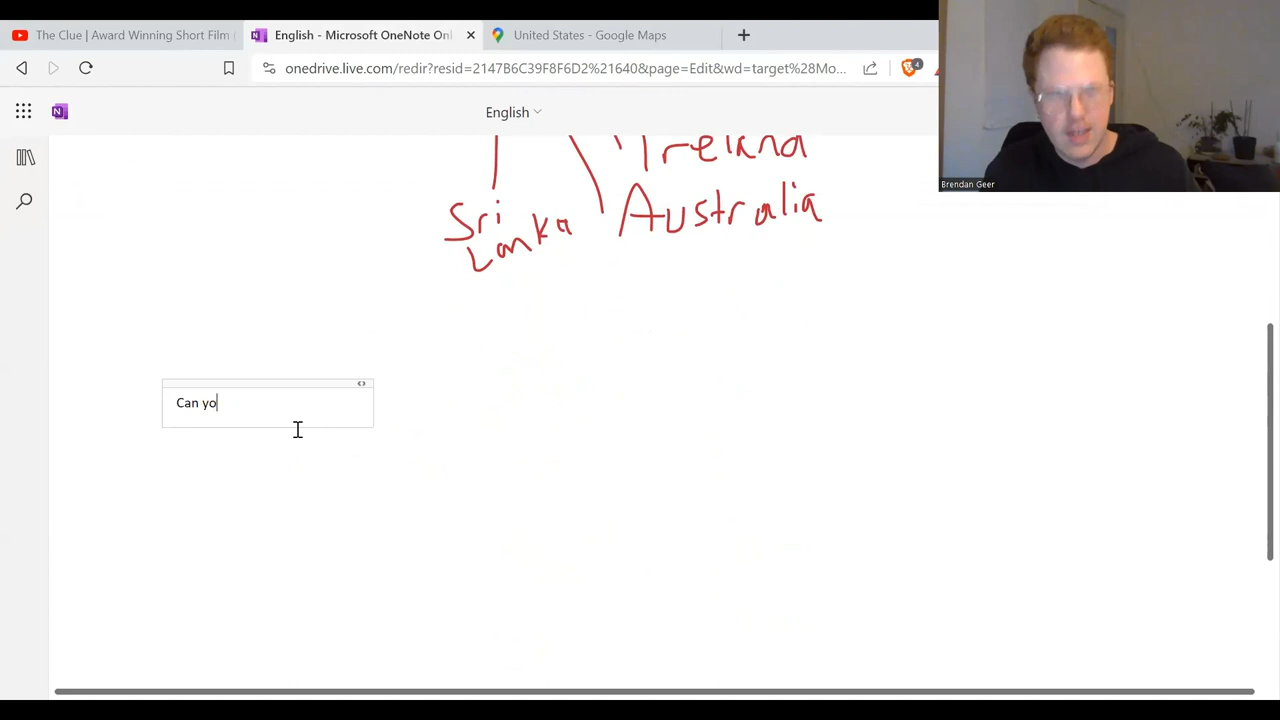 The Clue | Award Winning Short Film
English - Microsoft OneNote Onl
United States - Google Maps
onedrive.live.com/redir?resid=2147B6C39F8F6D2%21640&page=Edit&wd=target%28Mo...
4
N
English
Ireland
Sri
Lanka
Australia
Can yo
Brendan Geer